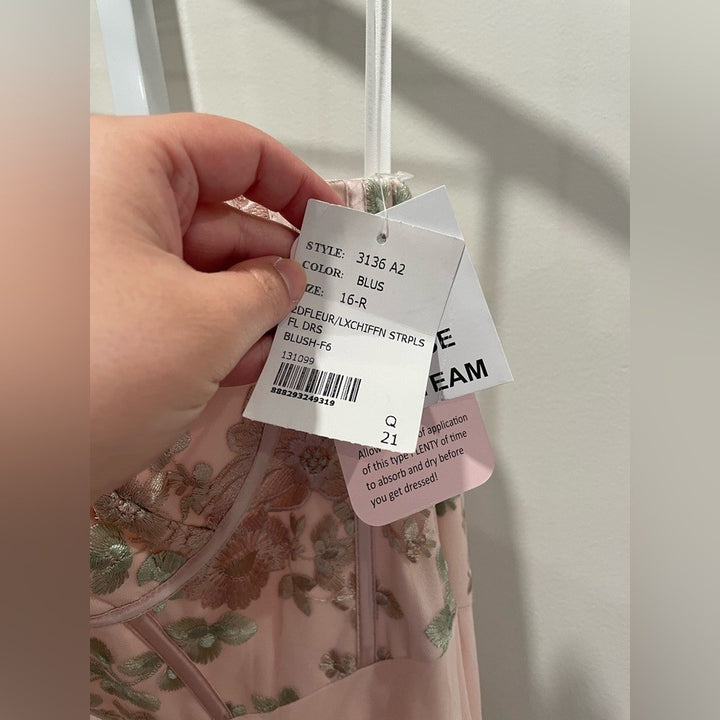 STYLE: 3136 A2
COLOR: BLUS
ZE: 16-R
2DFLEUR/LXCHIFFN STRPLS
FL DRS
BLUSH-F6
131099
888293249319
Q
21
TEAM
Allow of application
of this type PLENTY of time
to absorb and dry before
you get dressed!